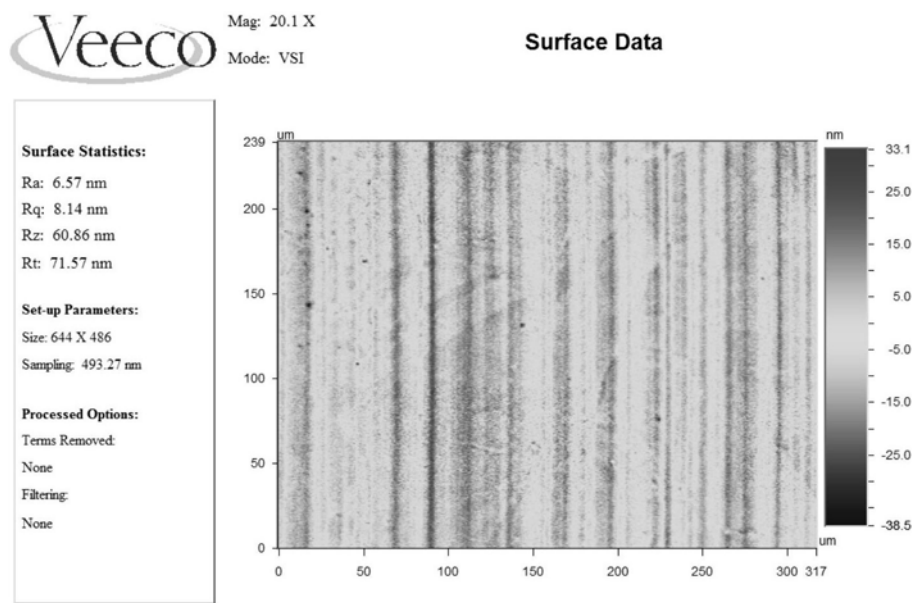 Veeco
Mag: 20.1 X
Mode: VSI
Surface Data
Surface Statistics:
Ra: 6.57 nm
Rq: 8.14 nm
Rz: 60.86 nm
Rt: 71.57 nm
Set-up Parameters:
Size: 644 X 486
Sampling: 493.27 nm
Processed Options:
Terms Removed:
None
Filtering:
None
um
239
200
150
100
50
0
0 50 100 150 200 250 300 317
um
nm
33.1
25.0
15.0
5.0
-5.0
-15.0
-25.0
-38.5